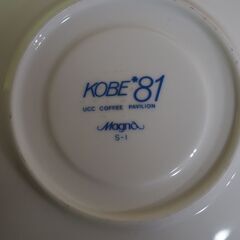 KOBE*81
UCC COFFEE PAVILION
Magna
S-1